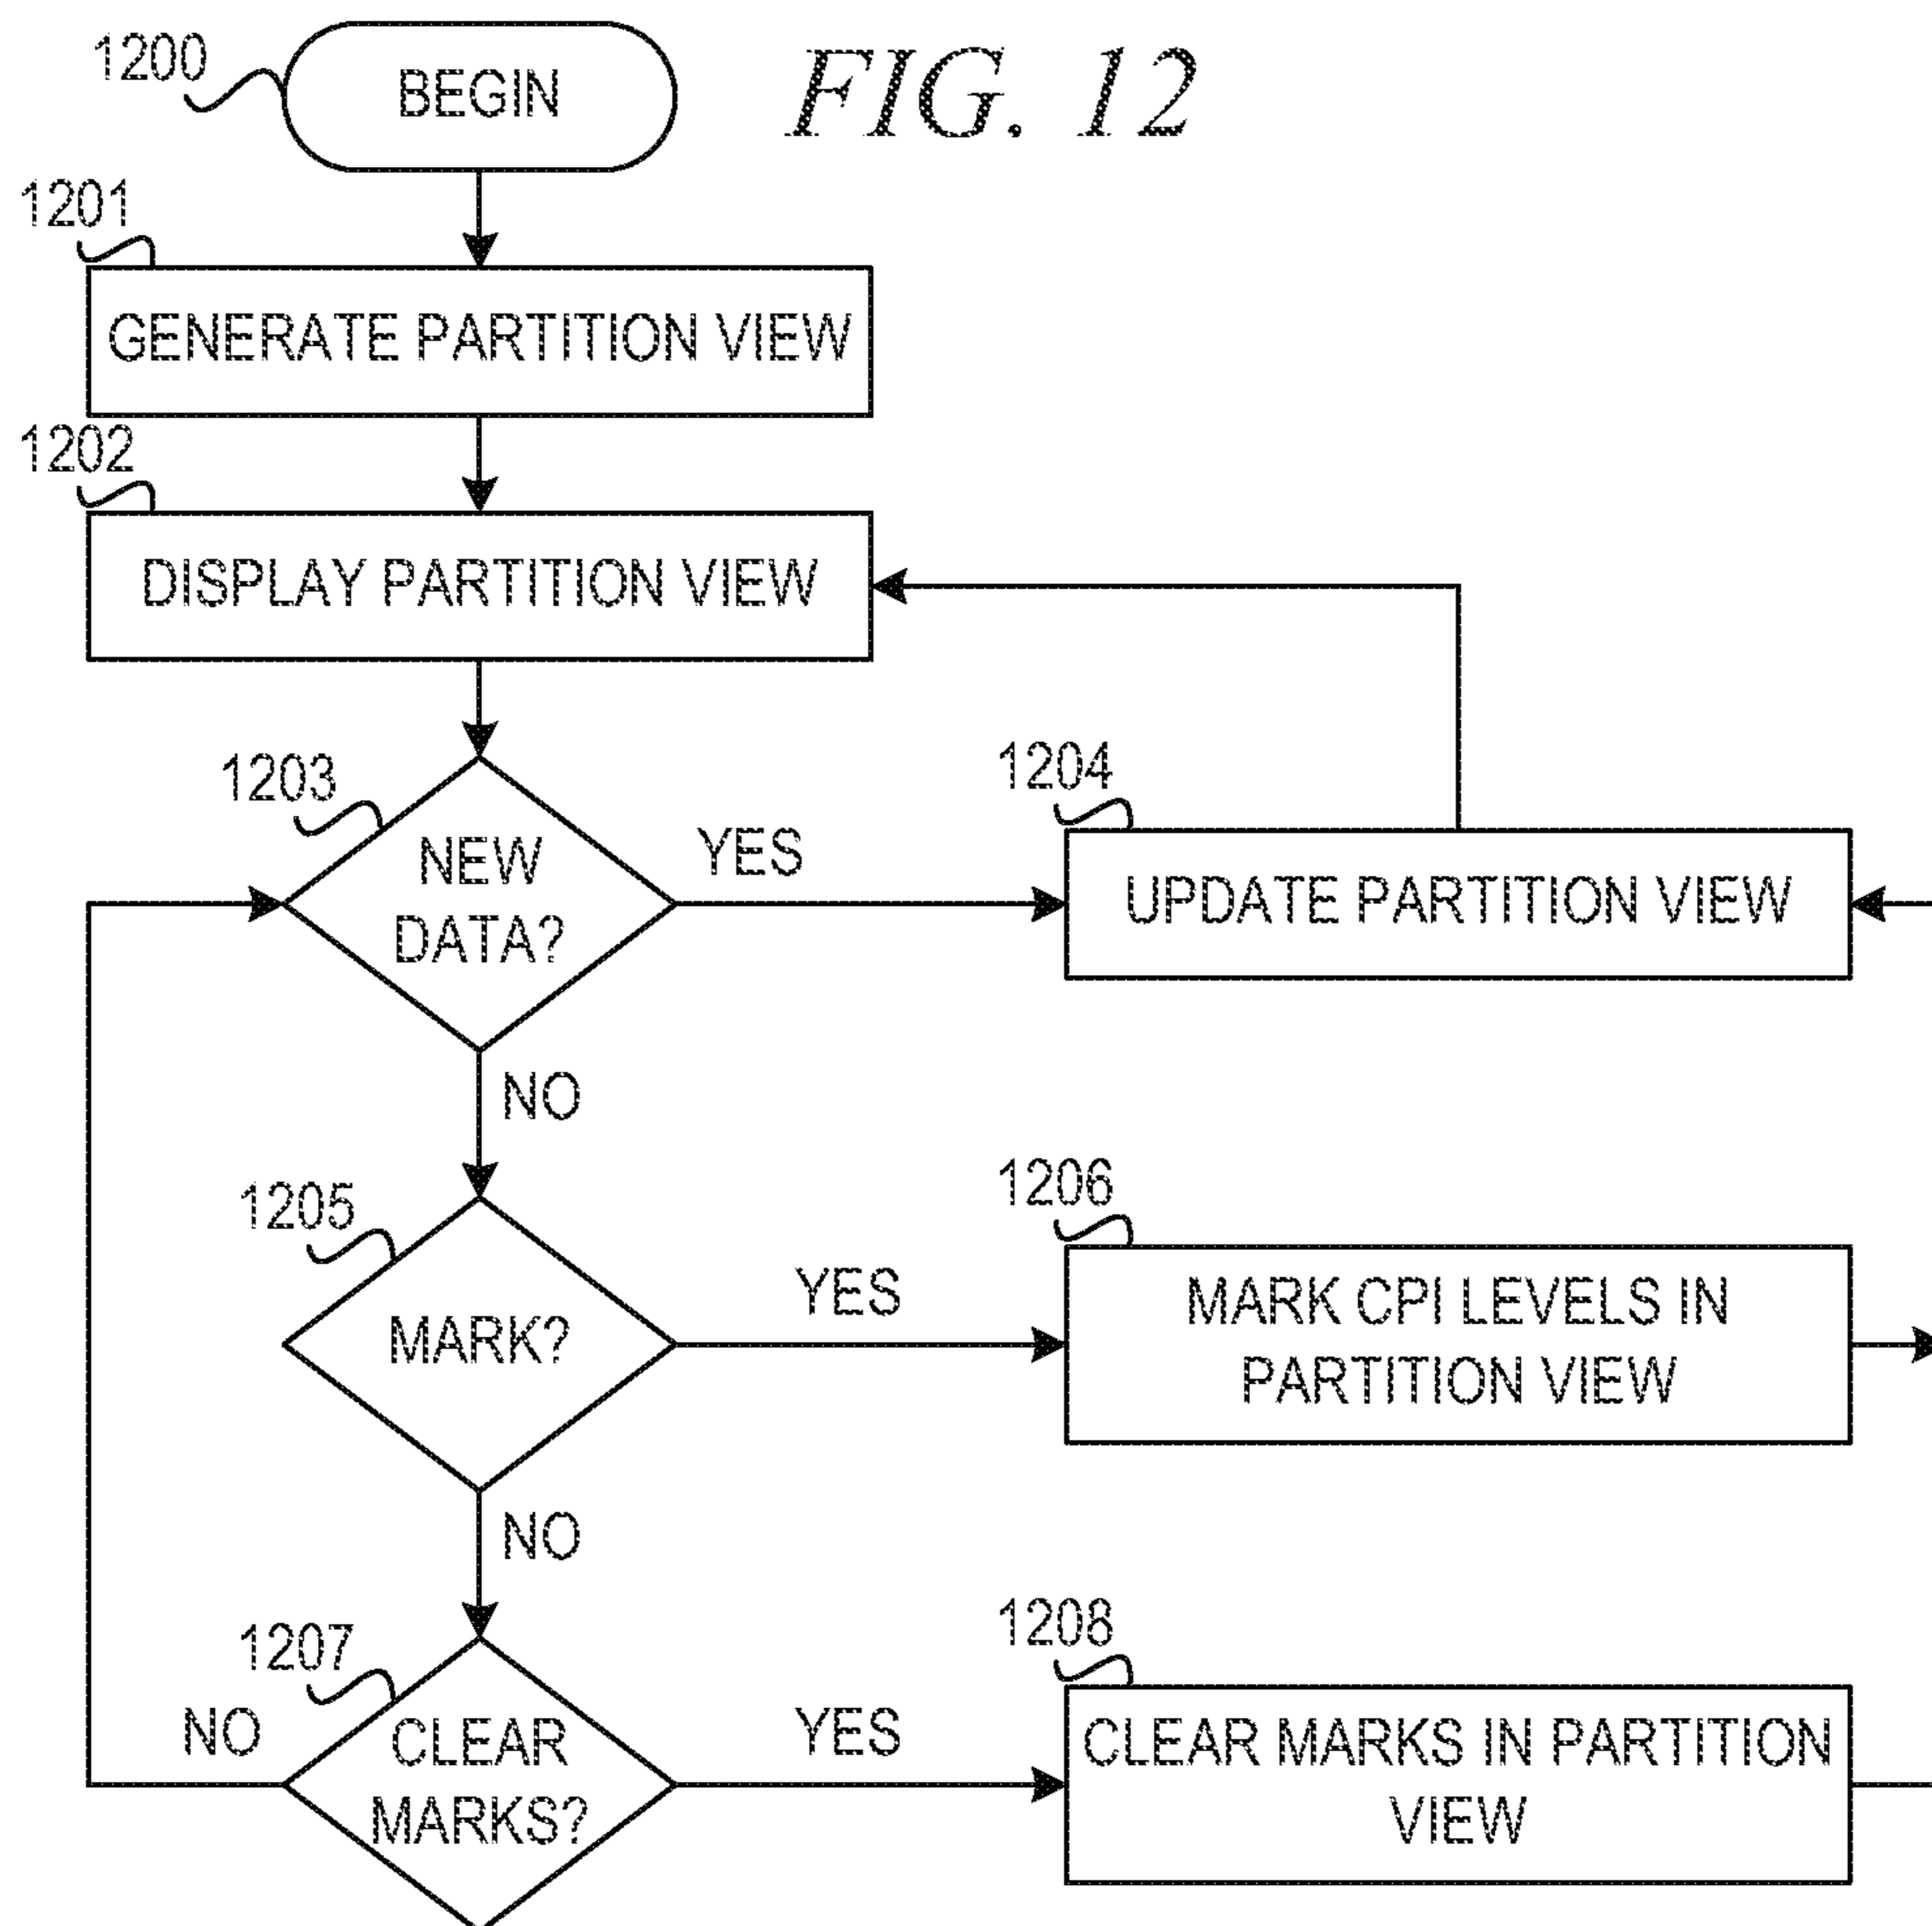 1200
BEGIN
FIG. 12
1201
GENERATE PARTITION VIEW
1202
DISPLAY PARTITION VIEW
1203
NEW
DATA?
YES
1204
UPDATE PARTITION VIEW
NO
1205
MARK?
YES
1206
MARK CPI LEVELS IN
PARTITION VIEW
NO
1207
NO
CLEAR
MARKS?
YES
1208
CLEAR MARKS IN PARTITION
VIEW